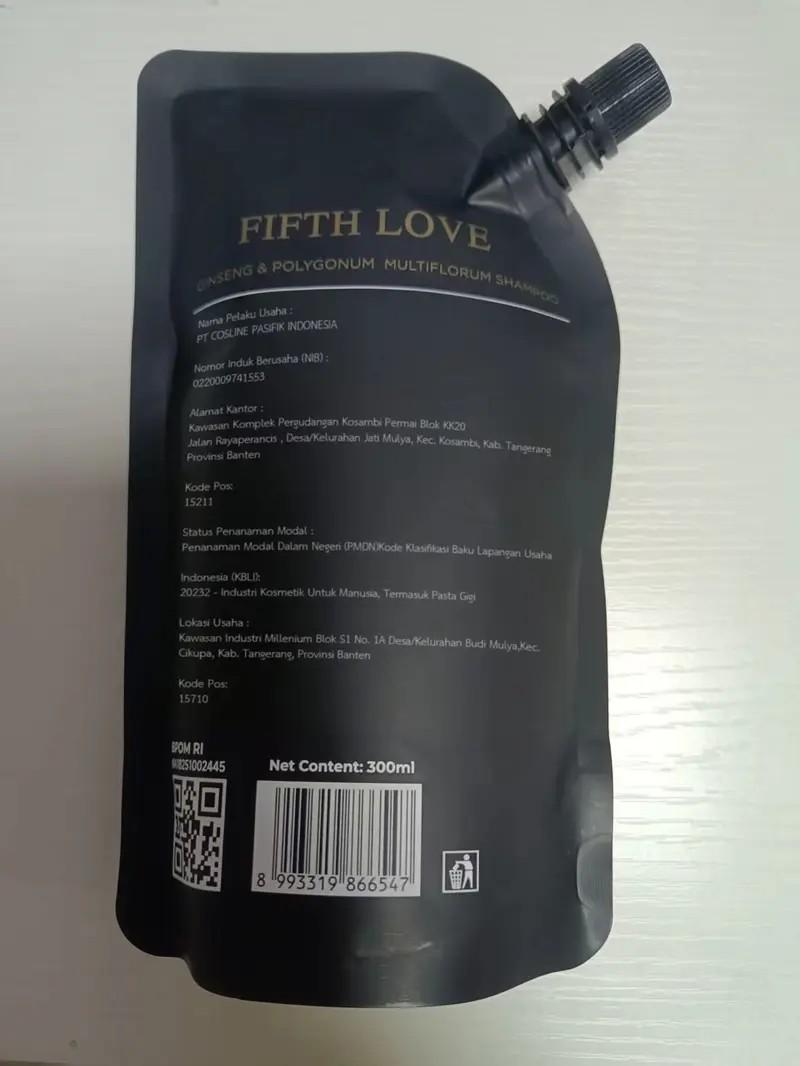 FIFTH LOVE
GINSENG & POLYGONUM MULTIFLORUM SHAMPOO
Nama Pelaku Usaha :
PT COSLINE PASIFIK INDONESIA
Nomor Induk Berusaha (NIB) :
0220009741553
Alamat Kantor :
Kawasan Komplek Pergudangan Kosambi Permai Blok KK20
Jalan Rayaperancis , Desa/Kelurahan Jati Mulya, Kec. Kosambi, Kab. Tangerang
Provinsi Banten
Kode Pos:
15211
Status Penanaman Modal :
Penanaman Modal Dalam Negeri (PMDN)Kode Klasifikasi Baku Lapangan Usaha
Indonesia (KBLI):
20232 - Industri Kosmetik Untuk Manusia, Termasuk Pasta Gigi
Lokasi Usaha :
Kawasan Industri Millenium Blok S1 No. 1A Desa/Kelurahan Budi Mulya,Kec.
Cikupa, Kab. Tangerang, Provinsi Banten
Kode Pos:
15710
BPOM RI
Net Content: 300ml
8 993319 866547